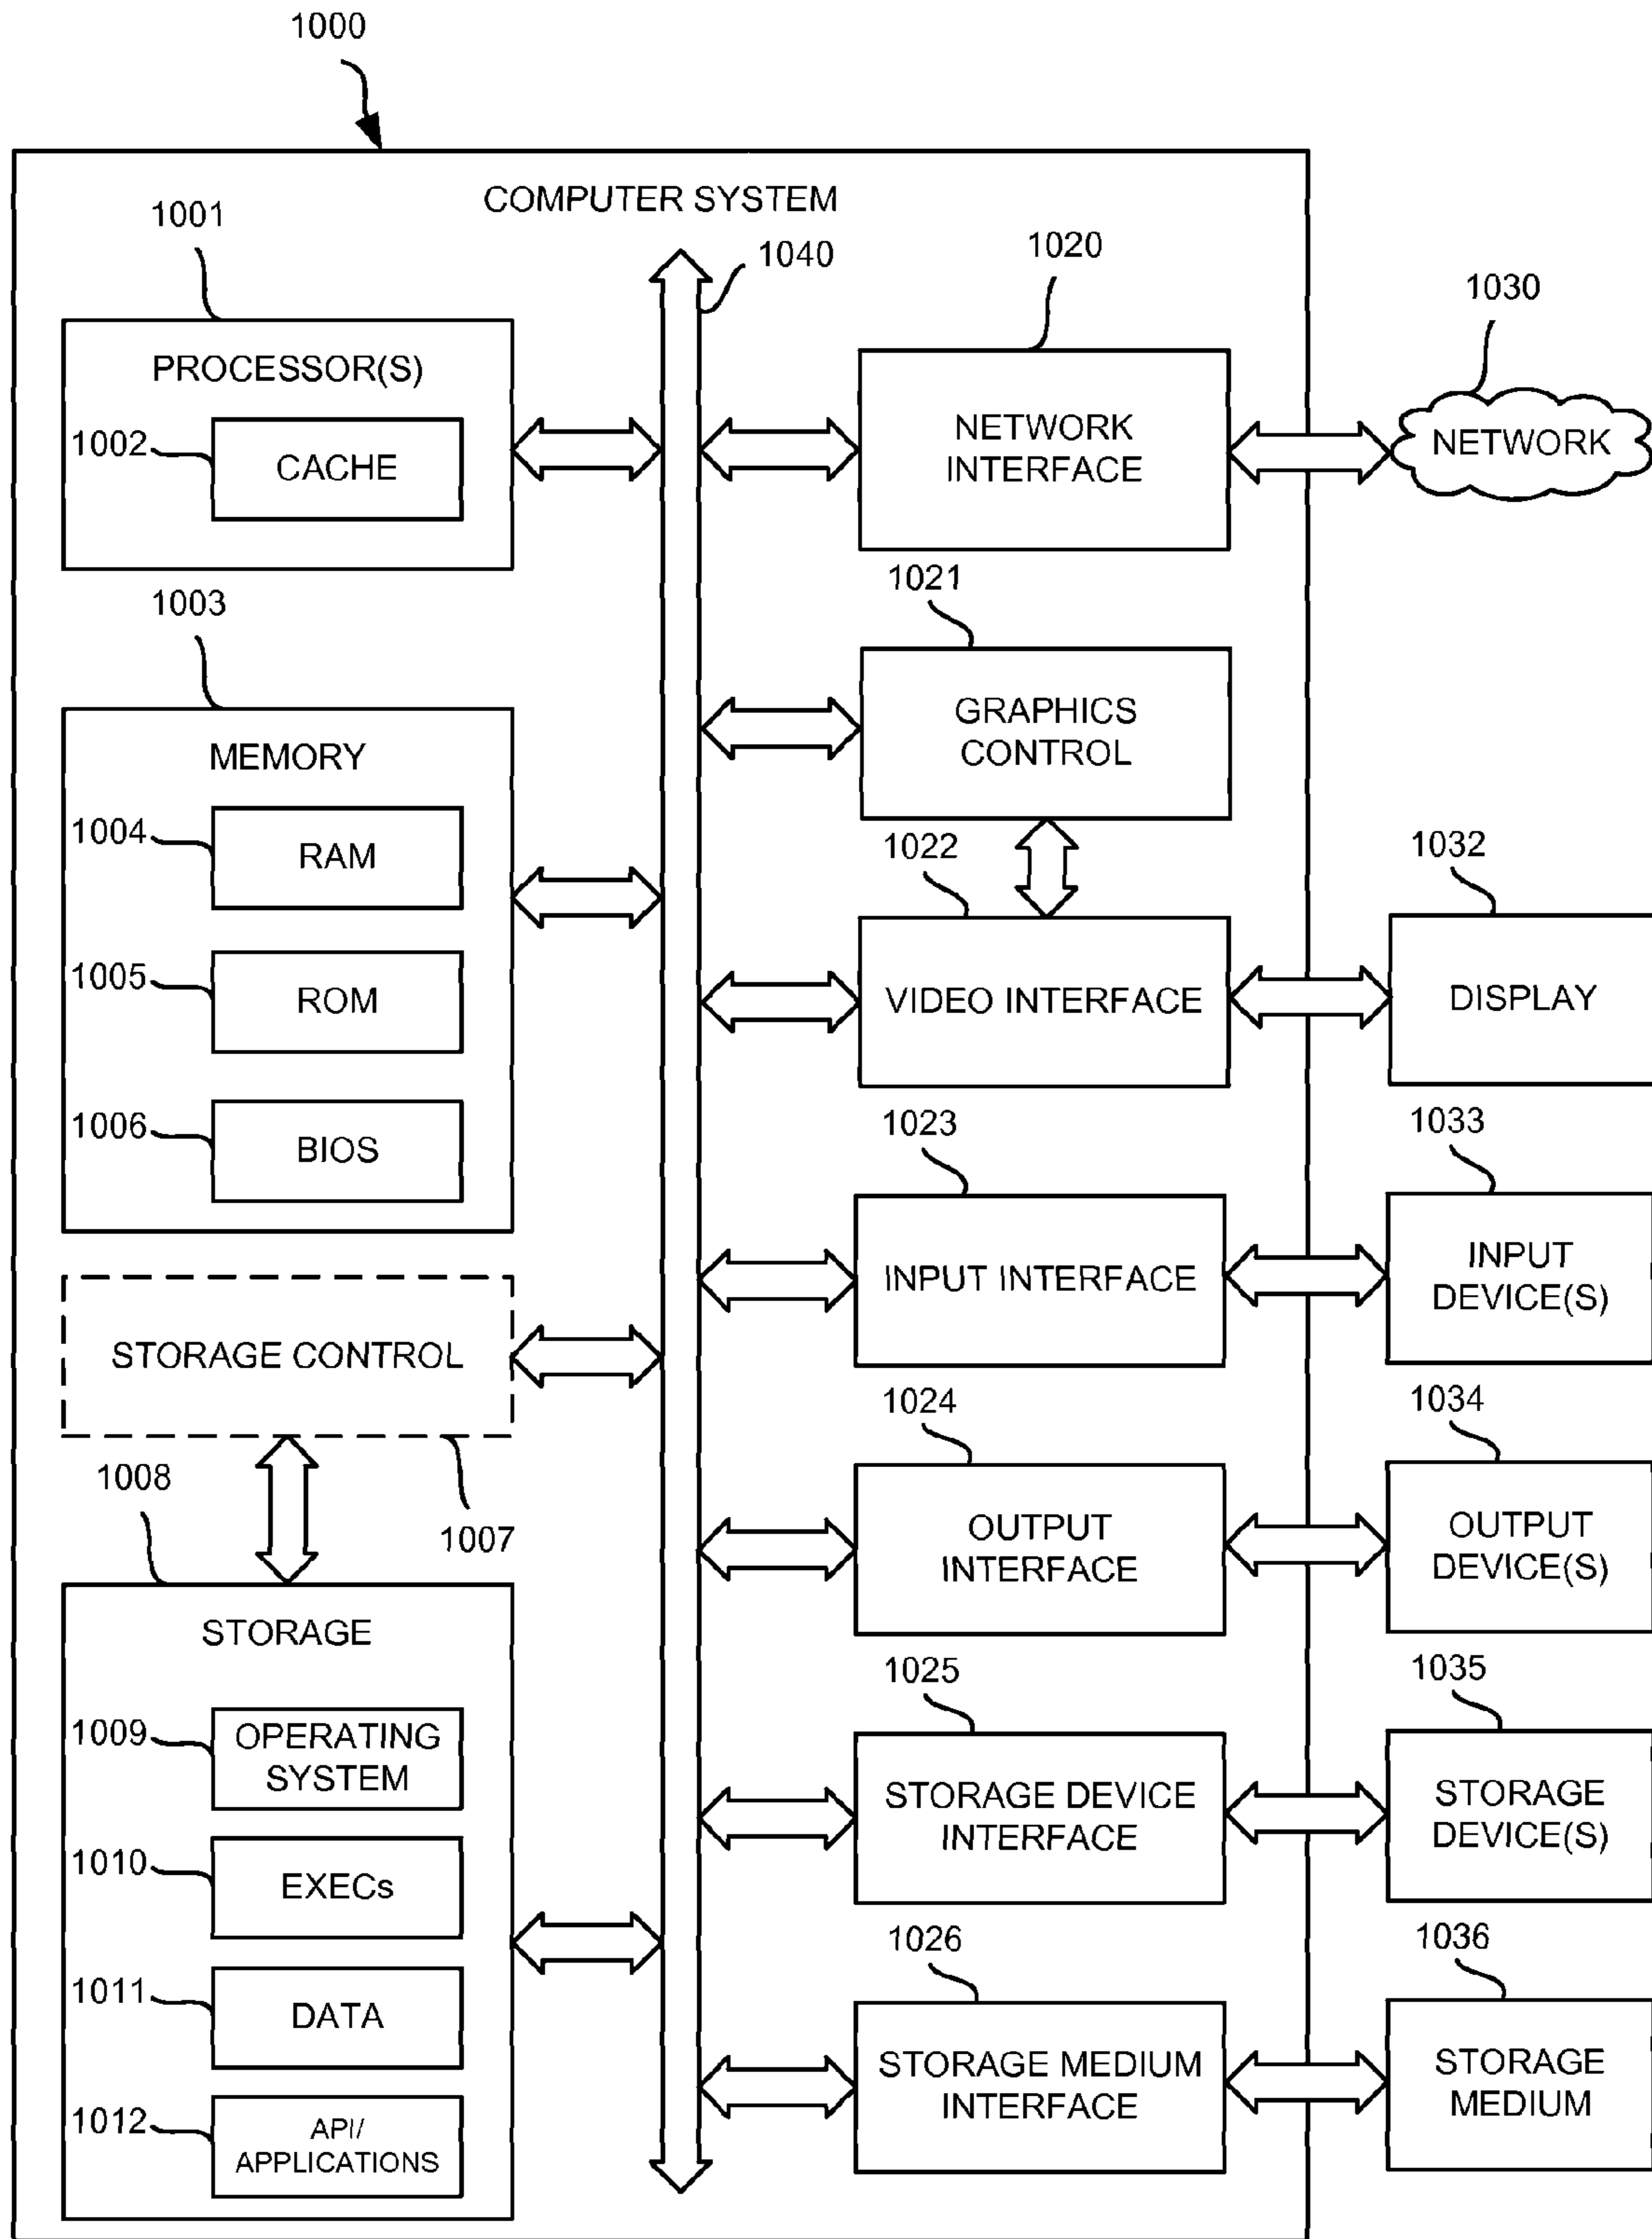 1000
COMPUTER SYSTEM
1001
1040
1020
1030
PROCESSOR(S)
1002
CACHE
NETWORK
INTERFACE
NETWORK
1003
1021
MEMORY
GRAPHICS
CONTROL
1004
RAM
1022
1032
1005
ROM
VIDEO INTERFACE
DISPLAY
1006
BIOS
1023
1033
INPUT INTERFACE
INPUT
DEVICE(S)
STORAGE CONTROL
1024
1034
1008
1007
OUTPUT
INTERFACE
OUTPUT
DEVICE(S)
STORAGE
1025
1035
1009
OPERATING
SYSTEM
STORAGE DEVICE
INTERFACE
STORAGE
DEVICE(S)
1010
EXECs
1026
1036
1011
DATA
STORAGE MEDIUM
INTERFACE
STORAGE
MEDIUM
1012
API/
APPLICATIONS